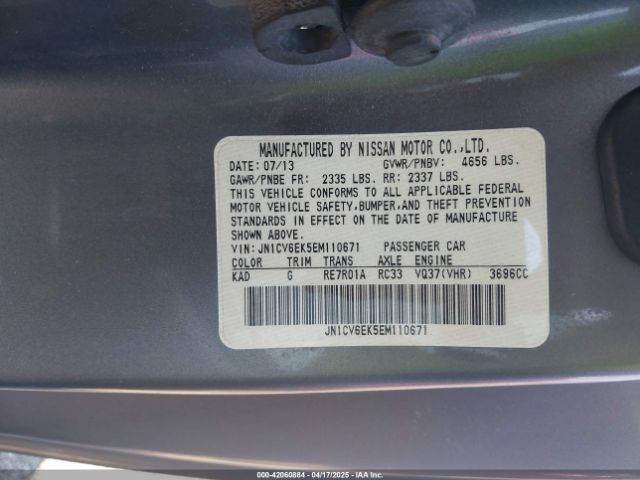 MANUFACTURED BY NISSAN MOTOR CO.,LTD.
DATE: 07/13 GVWR/PNBV: 4656 LBS.
GAWR/PNBE FR: 2335 LBS. RR: 2337 LBS.
THIS VEHICLE CONFORMS TO ALL APPLICABLE FEDERAL
MOTOR VEHICLE SAFETY,BUMPER,AND THEFT PREVENTION
STANDARDS IN EFFECT ON THE DATE OF MANUFACTURE
SHOWN ABOVE.
VIN: JN1CV6EK5EM110671 PASSENGER CAR
COLOR TRIM TRANS AXLE ENGINE
KAD G RE7R01A RC33 VQ37(VHR) 3696CC
JN1CV6EK5EM110671
000-42060884 - 04/17/2025 - IAAI.COM